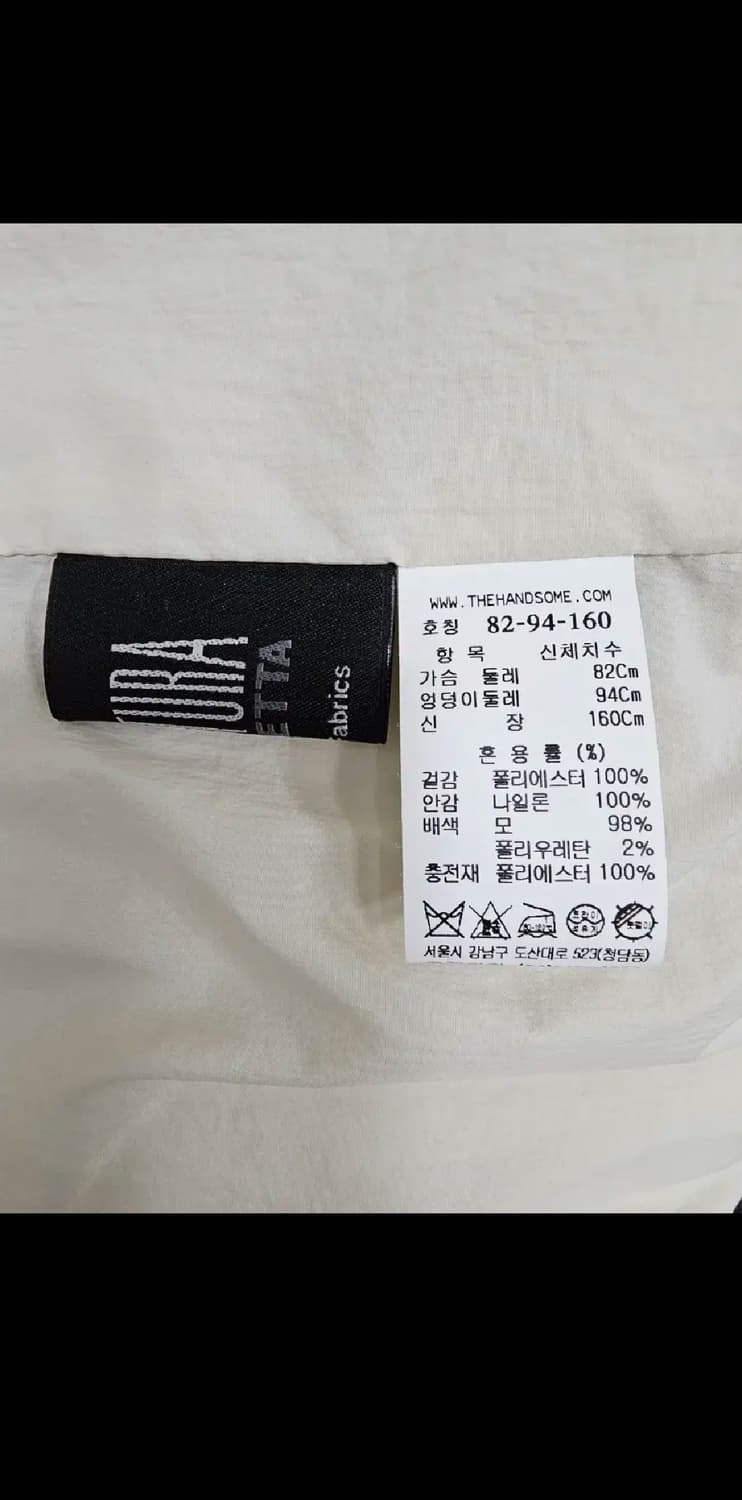 WWW.THEHANDSOME.COM
호칭 82-94-160
항 목 신체치수
가슴 둘레 82Cm
엉덩이둘레 94Cm
신 장 160Cm
혼 용 률 (%)
겉감 폴리에스터 100%
안감 나일론 100%
배색 모 98%
폴리우레탄 2%
충전재 폴리에스터 100%
서울시 강남구 도산대로 523(청담동)